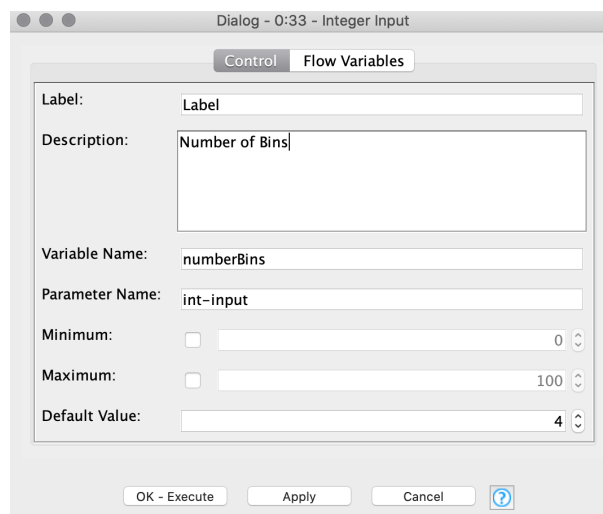 Dialog - 0:33 - Integer Input
Control Flow Variables
Label: Label
Description: Number of Bins
Variable Name: numberBins
Parameter Name: int-input
Minimum: 0
Maximum: 100
Default Value: 4
OK - Execute Apply Cancel ?